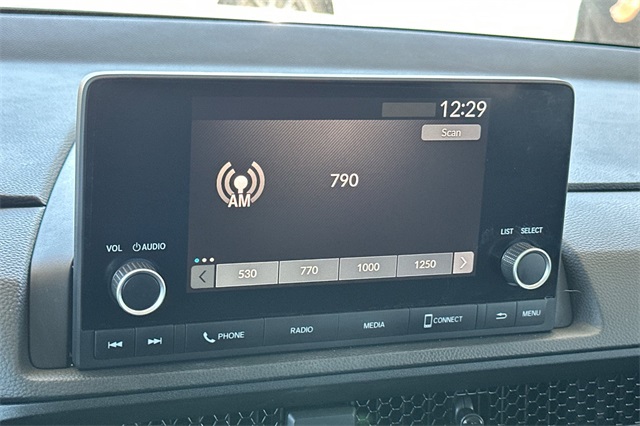 12:29
Scan
790
AM
LIST SELECT
VOL AUDIO
530 770 1000 1250
PHONE RADIO MEDIA CONNECT MENU